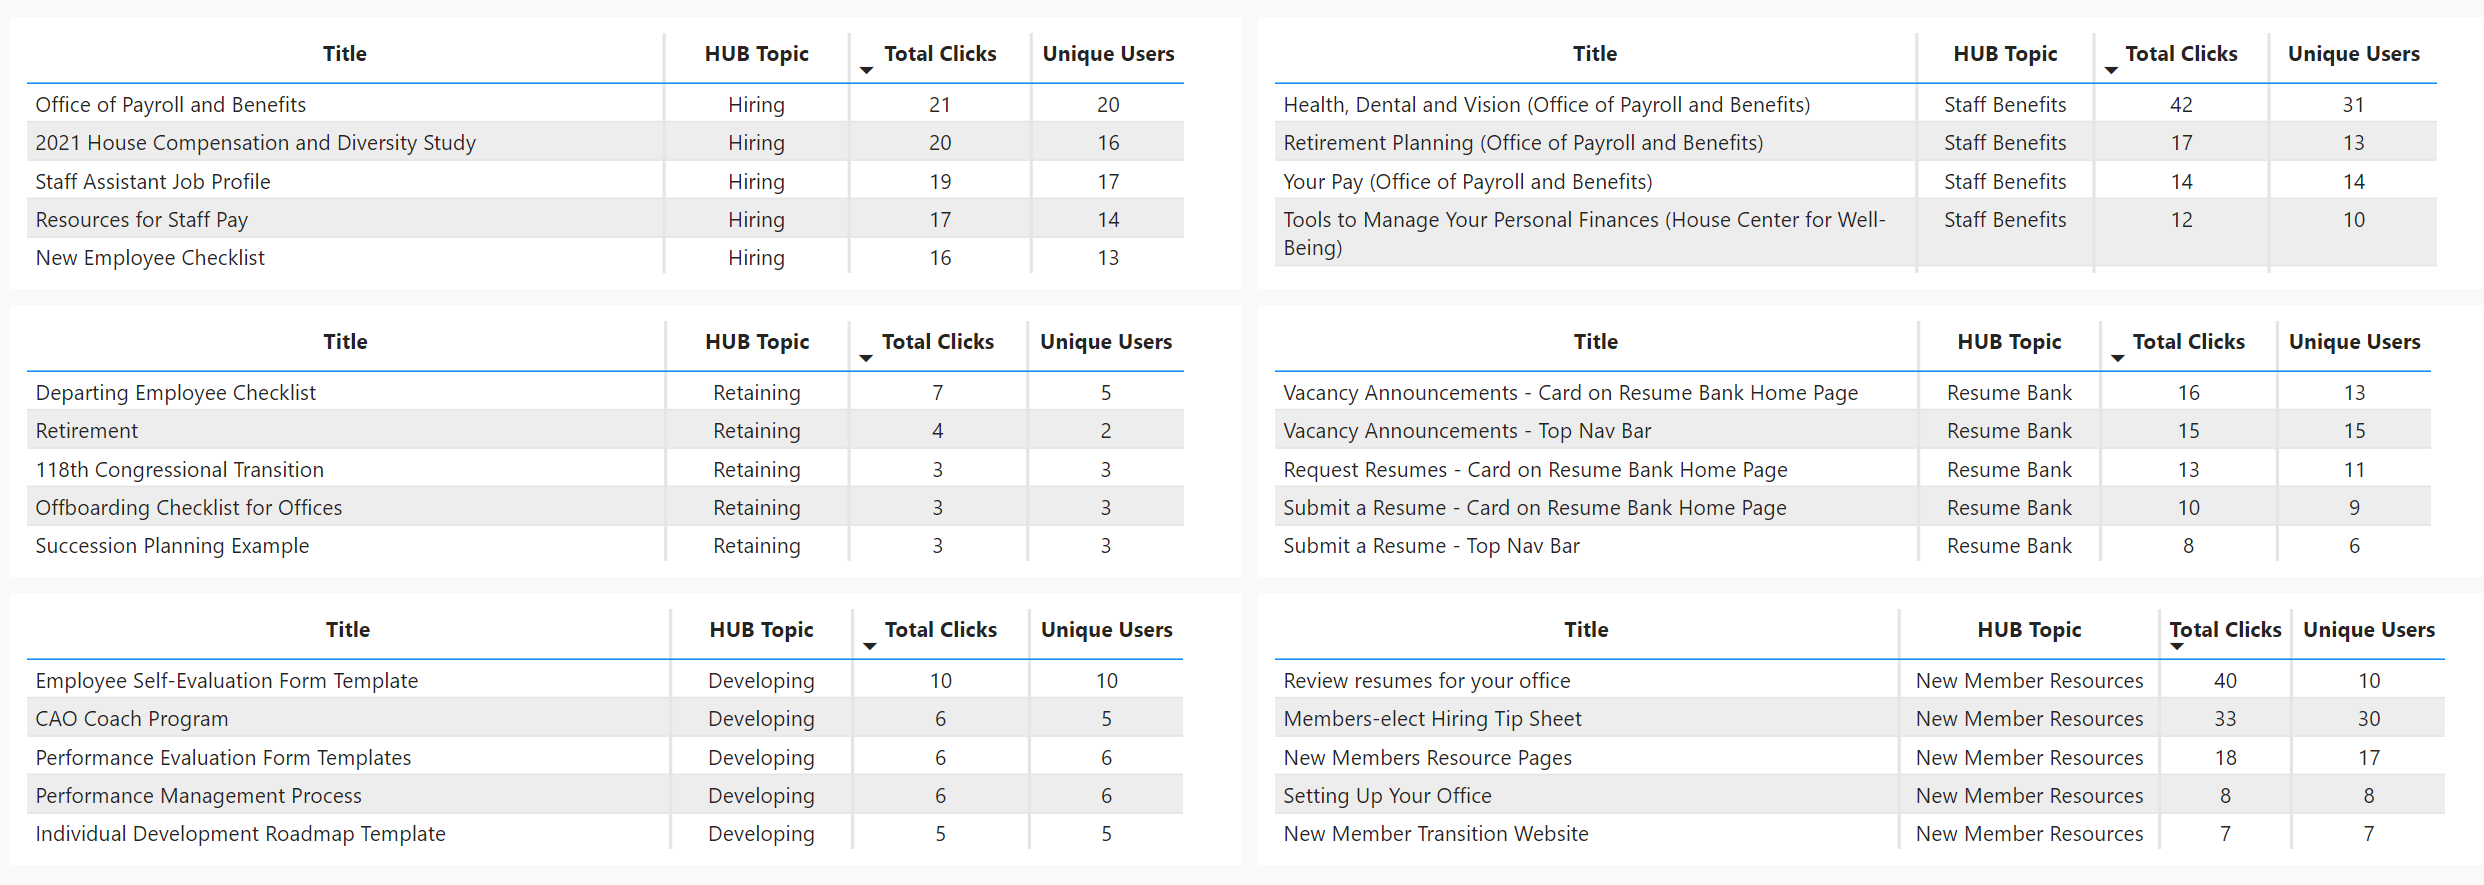 Title HUB Topic Total Clicks Unique Users
Office of Payroll and Benefits Hiring 21 20
2021 House Compensation and Diversity Study Hiring 20 16
Staff Assistant Job Profile Hiring 19 17
Resources for Staff Pay Hiring 17 14
New Employee Checklist Hiring 16 13
Title HUB Topic Total Clicks Unique Users
Health, Dental and Vision (Office of Payroll and Benefits) Staff Benefits 42 31
Retirement Planning (Office of Payroll and Benefits) Staff Benefits 17 13
Your Pay (Office of Payroll and Benefits) Staff Benefits 14 14
Tools to Manage Your Personal Finances (House Center for Well- Staff Benefits 12 10
Being)
Title HUB Topic Total Clicks Unique Users
Departing Employee Checklist Retaining 7 5
Retirement Retaining 4 2
118th Congressional Transition Retaining 3 3
Offboarding Checklist for Offices Retaining 3 3
Succession Planning Example Retaining 3 3
Title HUB Topic Total Clicks Unique Users
Vacancy Announcements - Card on Resume Bank Home Page Resume Bank 16 13
Vacancy Announcements - Top Nav Bar Resume Bank 15 15
Request Resumes - Card on Resume Bank Home Page Resume Bank 13 11
Submit a Resume - Card on Resume Bank Home Page Resume Bank 10 9
Submit a Resume - Top Nav Bar Resume Bank 8 6
Title HUB Topic Total Clicks Unique Users
Employee Self-Evaluation Form Template Developing 10 10
CAO Coach Program Developing 6 5
Performance Evaluation Form Templates Developing 6 6
Performance Management Process Developing 6 6
Individual Development Roadmap Template Developing 5 5
Title HUB Topic Total Clicks Unique Users
Review resumes for your office New Member Resources 40 10
Members-elect Hiring Tip Sheet New Member Resources 33 30
New Members Resource Pages New Member Resources 18 17
Setting Up Your Office New Member Resources 8 8
New Member Transition Website New Member Resources 7 7